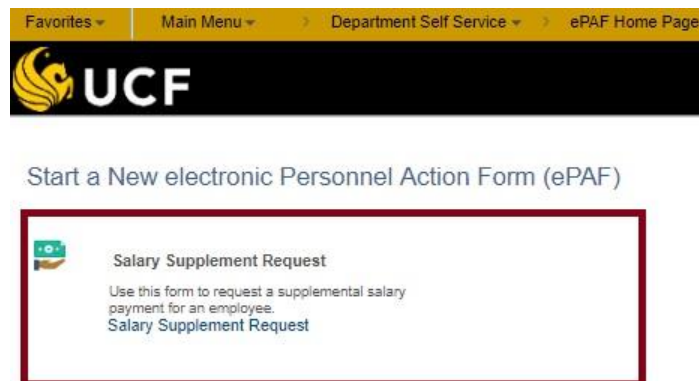 Favorites Main Menu Department Self Service ePAF Home Page
UCF
Start a New electronic Personnel Action Form (ePAF)
Salary Supplement Request
Use this form to request a supplemental salary
payment for an employee.
Salary Supplement Request